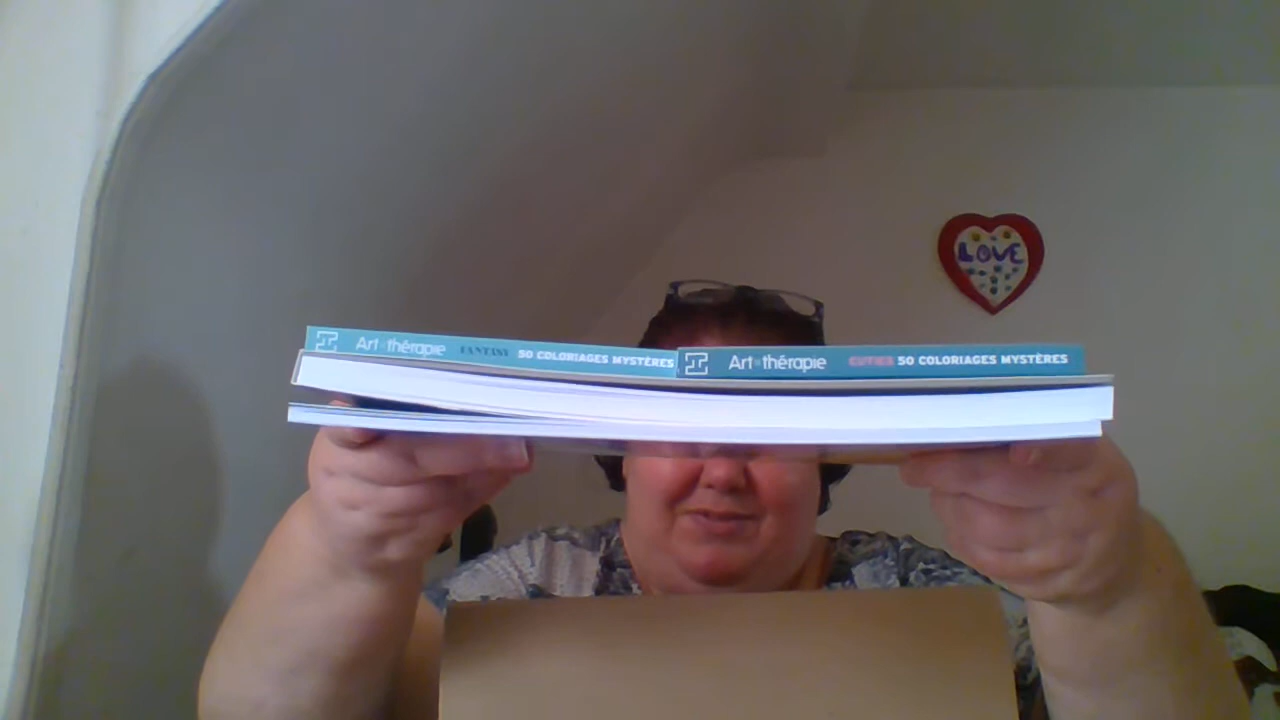 LOVE
Art-thérapie FANTASY 50 COLORIAGES MYSTÈRES
Art-thérapie CUTIES 50 COLORIAGES MYSTÈRES